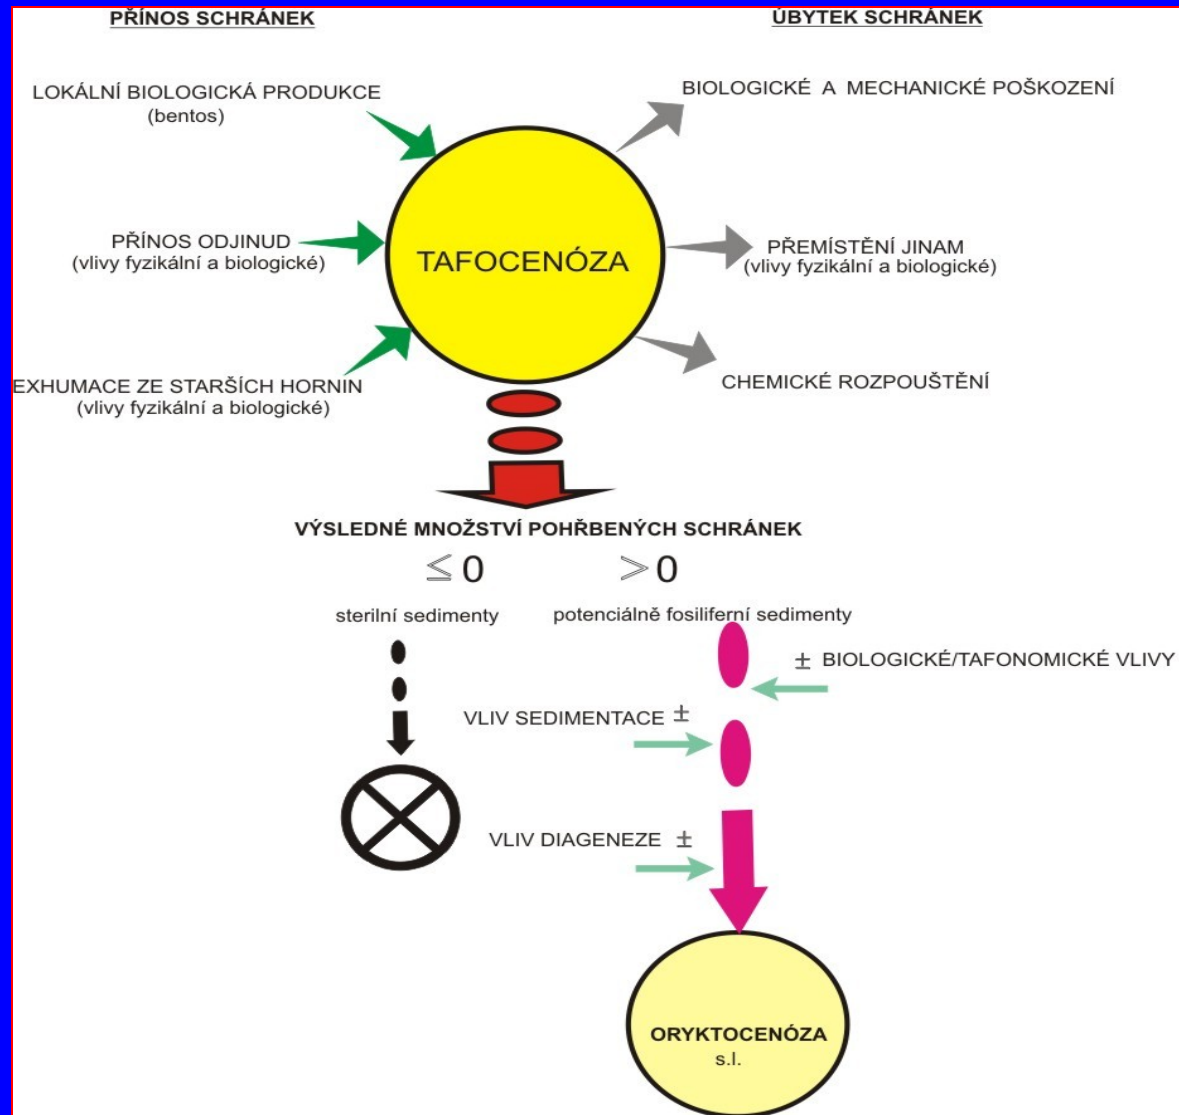 PŘÍNOS SCHRÁNEK
ÚBYTEK SCHRÁNEK
LOKÁLNÍ BIOLOGICKÁ PRODUKCE
(bentos)
BIOLOGICKÉ A MECHANICKÉ POŠKOZENÍ
PŘÍNOS ODJINUD
(vlivy fyzikální a biologické)
TAFOCENÓZA
PŘEMÍSTĚNÍ JINAM
(vlivy fyzikální a biologické)
EXHUMACE ZE STARŠÍCH HORNIN
(vlivy fyzikální a biologické)
CHEMICKÉ ROZPOUŠTĚNÍ
VÝSLEDNÉ MNOŽSTVÍ POHŘBENÝCH SCHRÁNEK
≤ 0
> 0
sterilní sedimenty
potenciálně fosiliferní sedimenty
± BIOLOGICKÉ/TAFONOMICKÉ VLIVY
VLIV SEDIMENTACE ±
VLIV DIAGENEZE ±
ORYKTOCENÓZA
s.l.